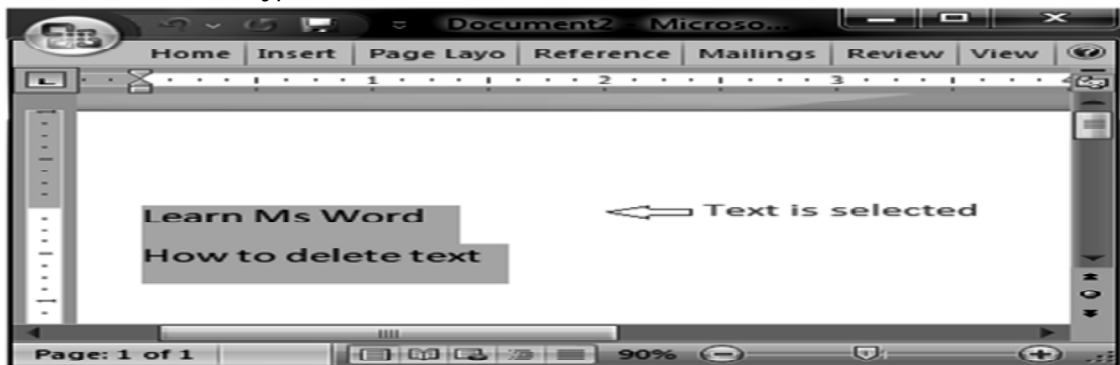 Document2 - Microso...
Home Insert Page Layo Reference Mailings Review View
1 2 3
Learn Ms Word
Text is selected
How to delete text
Page: 1 of 1 90%